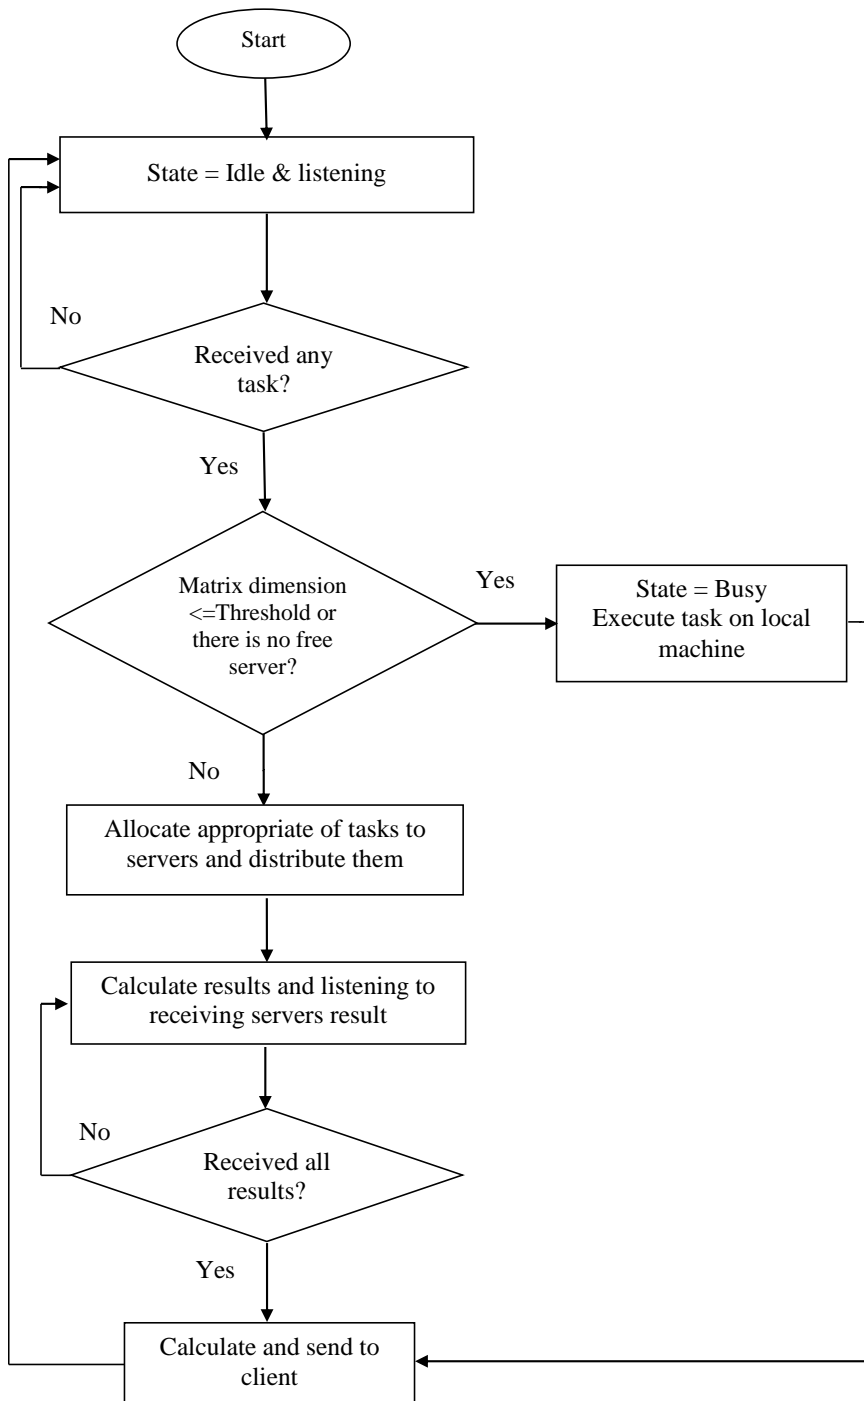 Start
State = Idle & listening
No
Received any
task?
Yes
Matrix dimension
<=Threshold or
there is no free
server?
Yes
State = Busy
Execute task on local
machine
No
Allocate appropriate of tasks to
servers and distribute them
Calculate results and listening to
receiving servers result
No
Received all
results?
Yes
Calculate and send to
client